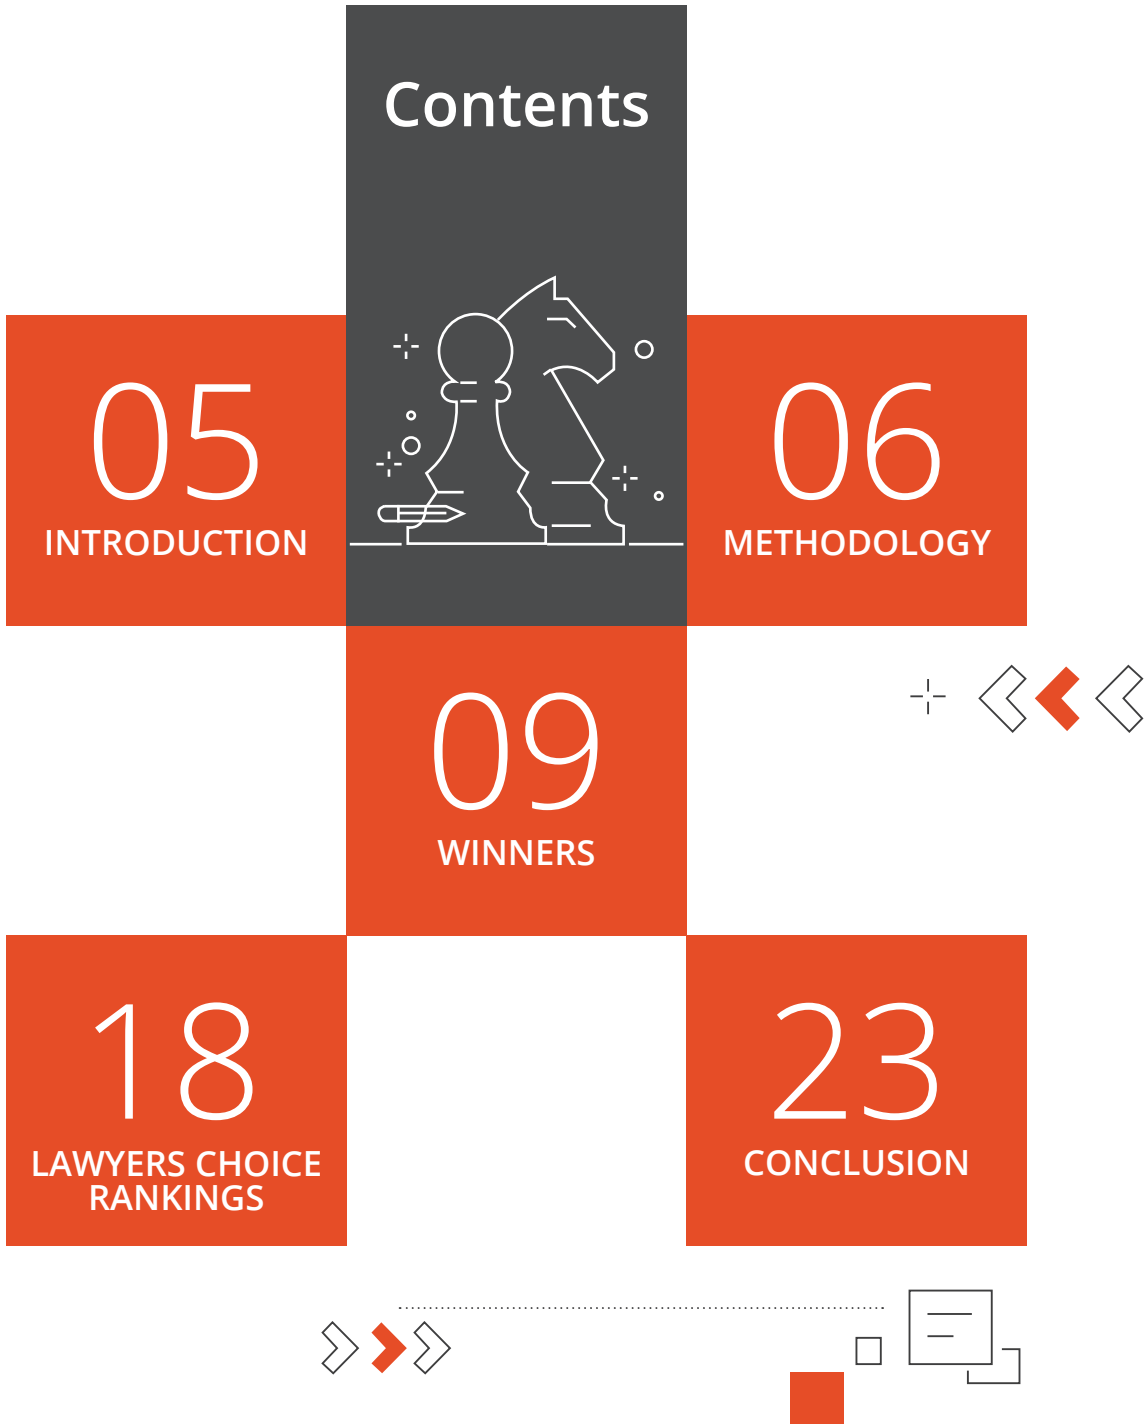 Contents
05
INTRODUCTION
06
METHODOLOGY
09
WINNERS
18
LAWYERS CHOICE
RANKINGS
23
CONCLUSION